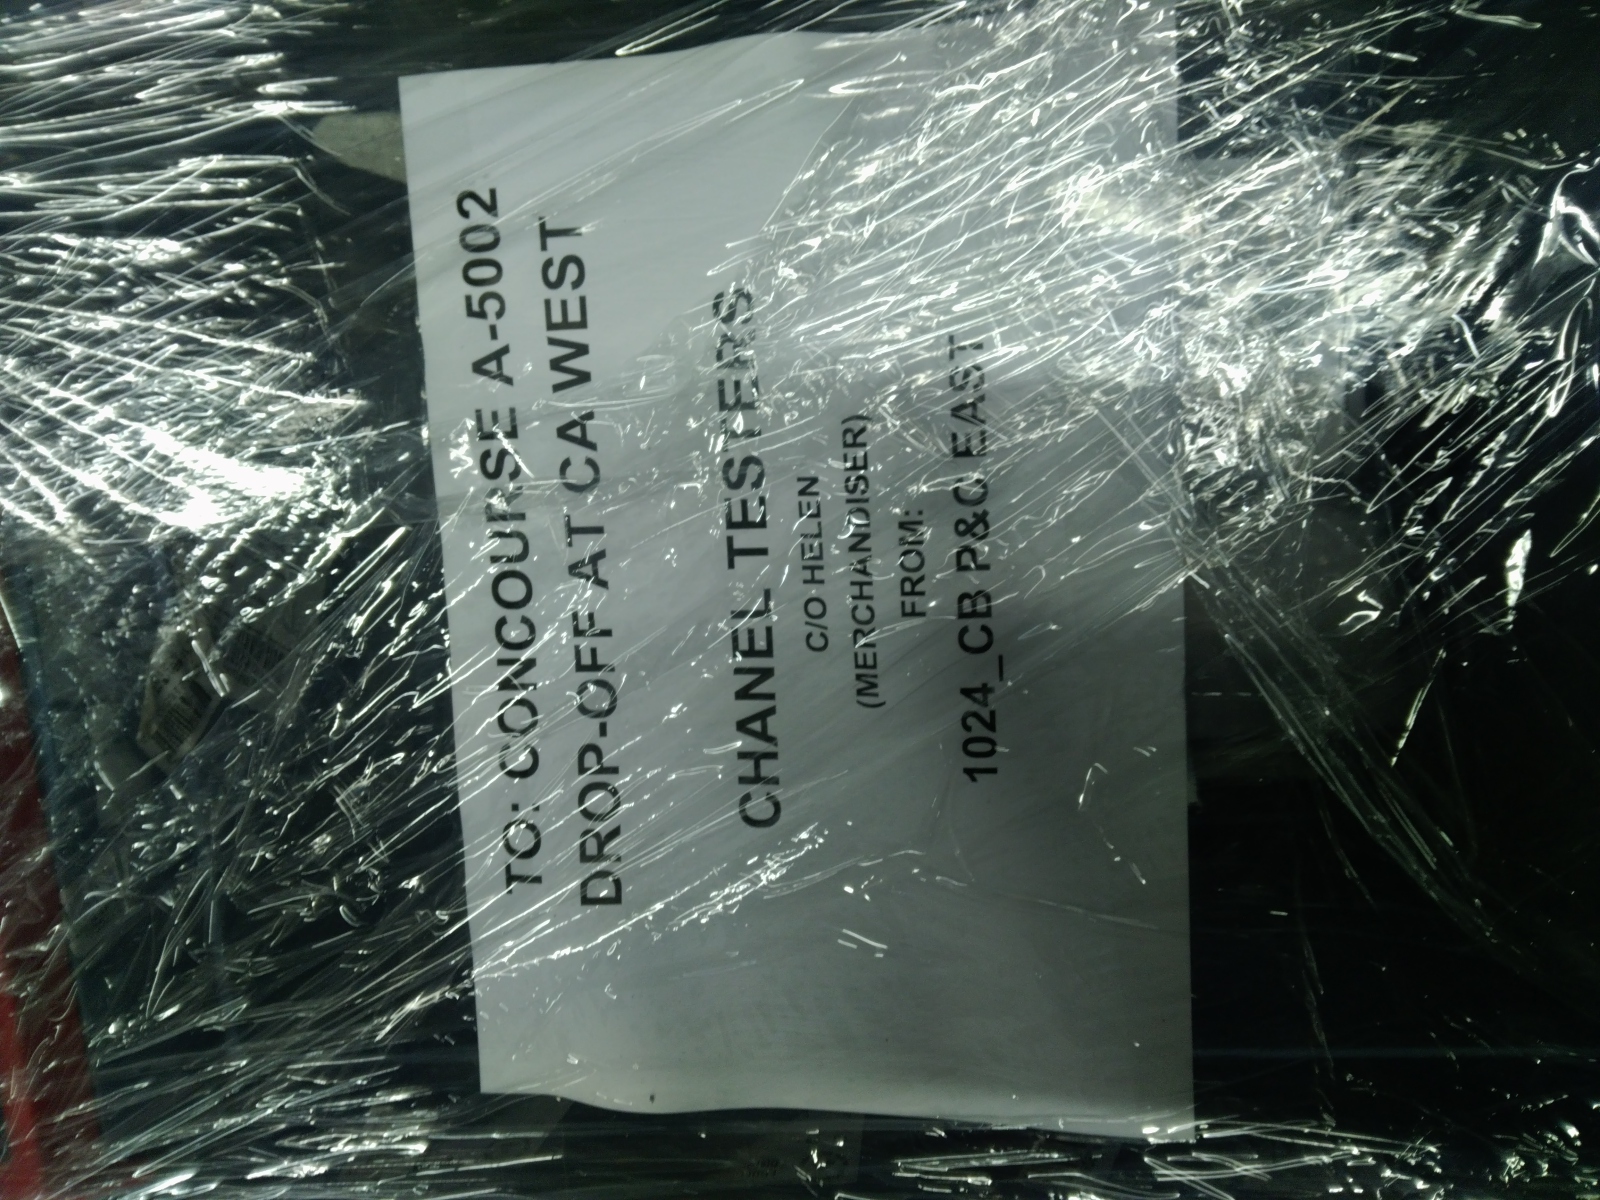 TO: CONCOURSE A-5002
DROP-OFF AT CA WEST
CHANEL TESTERS
C/O HELEN
(MERCHANDISER)
FROM:
1024_CB P&C EAST